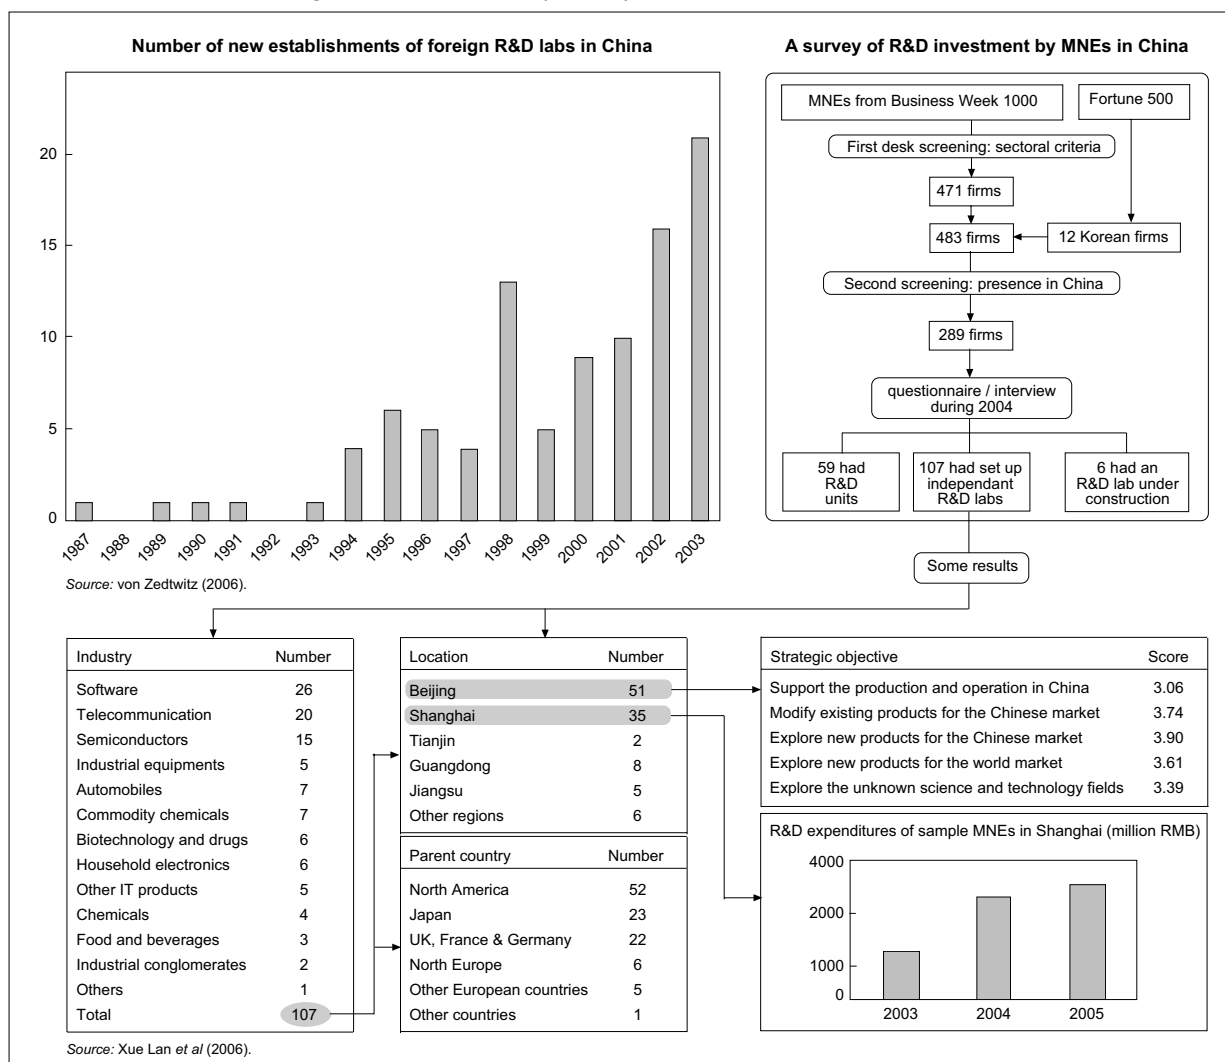 Number of new establishments of foreign R&D labs in China
20
15
10
5
0
1987
1988
1989
1990
1991
1992
1993
1994
1995
1996
1997
1998
1999
2000
2001
2002
2003
Source: von Zedtwitz (2006).
A survey of R&D investment by MNEs in China
MNEs from Business Week 1000
Fortune 500
First desk screening: sectoral criteria
471 firms
483 firms
12 Korean firms
Second screening: presence in China
289 firms
questionnaire / interview
during 2004
59 had
R&D
units
107 had set up
independant
R&D labs
6 had an
R&D lab under
construction
Some results
Industry Number
Software 26
Telecommunication 20
Semiconductors 15
Industrial equipments 5
Automobiles 7
Commodity chemicals 7
Biotechnology and drugs 6
Household electronics 6
Other IT products 5
Chemicals 4
Food and beverages 3
Industrial conglomerates 2
Others 1
Total 107
Location Number
Beijing 51
Shanghai 35
Tianjin 2
Guangdong 8
Jiangsu 5
Other regions 6
Parent country Number
North America 52
Japan 23
UK, France & Germany 22
North Europe 6
Other European countries 5
Other countries 1
Strategic objective Score
Support the production and operation in China 3.06
Modify existing products for the Chinese market 3.74
Explore new products for the Chinese market 3.90
Explore new products for the world market 3.61
Explore the unknown science and technology fields 3.39
R&D expenditures of sample MNEs in Shanghai (million RMB)
4000
2000
1000
0
2003
2004
2005
Source: Xue Lan et al (2006).